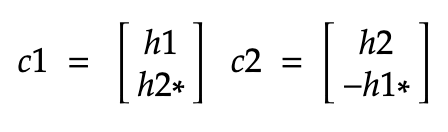 c1 = [ h1 h2* ] c2 = [ h2 −h1* ]